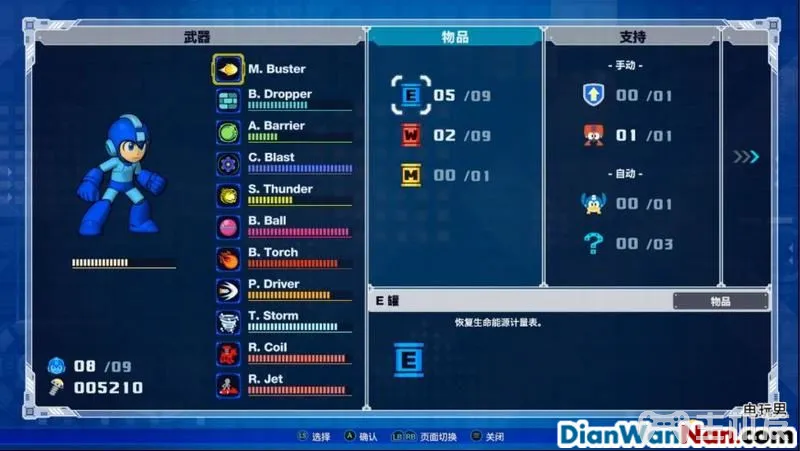 武器
M. Buster
B. Dropper
A. Barrier
C. Blast
S. Thunder
B. Ball
B. Torch
P. Driver
T. Storm
R. Coil
R. Jet
08 /09
005210
物品
E 05 /09
W 02 /09
M 00 /01
支持
- 手动 -
00 /01
01 /01
- 自动 -
00 /01
? 00 /03
E 罐
物品
恢复生命能源计量表。
E
LS 选择 A 确认 LB RB 页面切换 关闭
电玩男
DianWanNan.com